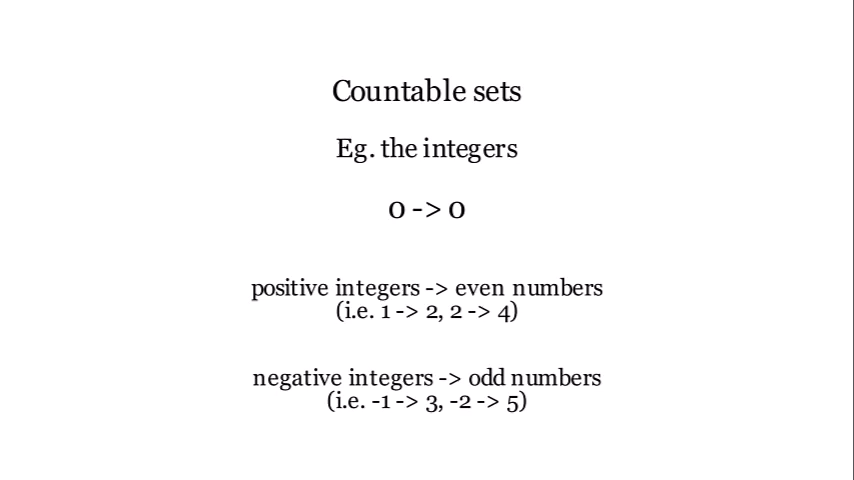 Countable sets
Eg. the integers
0 -> 0
positive integers -> even numbers
(i.e. 1 -> 2, 2 -> 4)
negative integers -> odd numbers
(i.e. -1 -> 3, -2 -> 5)